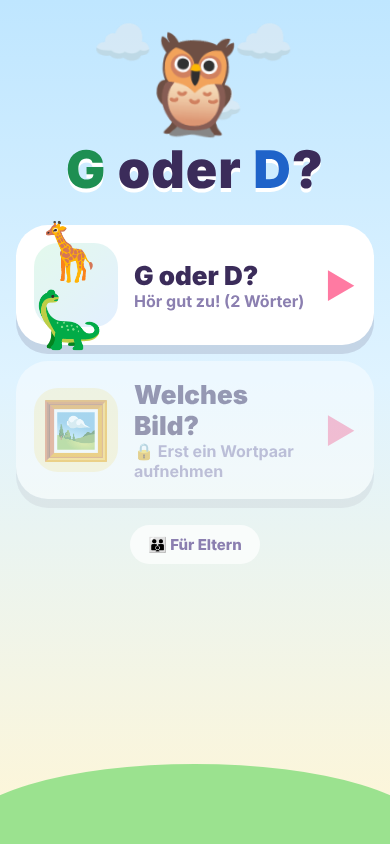 G oder D?
G oder D?
Hör gut zu! (2 Wörter)
Welches
Bild?
🔒 Erst ein Wortpaar
aufnehmen
👪 Für Eltern